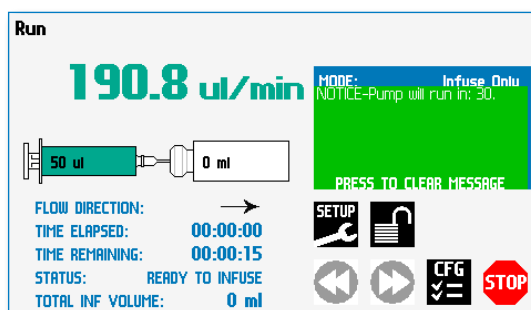 Run
190.8 ul/min
MODE: Infuse Only
NOTICE-Pump will run in: 30.
PRESS TO CLEAR MESSAGE
50 ul
0 ml
FLOW DIRECTION:
TIME ELAPSED: 00:00:00
TIME REMAINING: 00:00:15
STATUS: READY TO INFUSE
TOTAL INF VOLUME: 0 ml
SETUP
CFG
STOP